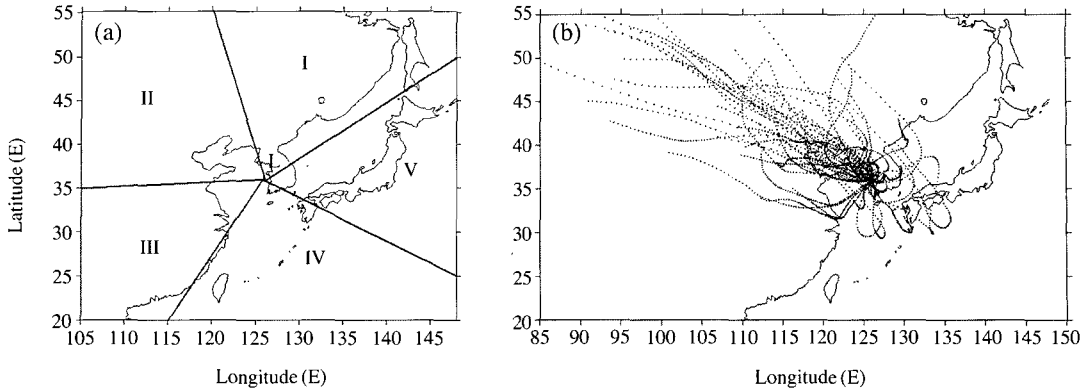 (a)
(b)
I
II
I
V
III
IV
55
50
45
40
35
30
25
20
105 110 115 120 125 130 135 140 145
Latitude (E)
Longitude (E)
55
50
45
40
35
30
25
20
85 90 95 100 105 110 115 120 125 130 135 140 145 150
Longitude (E)